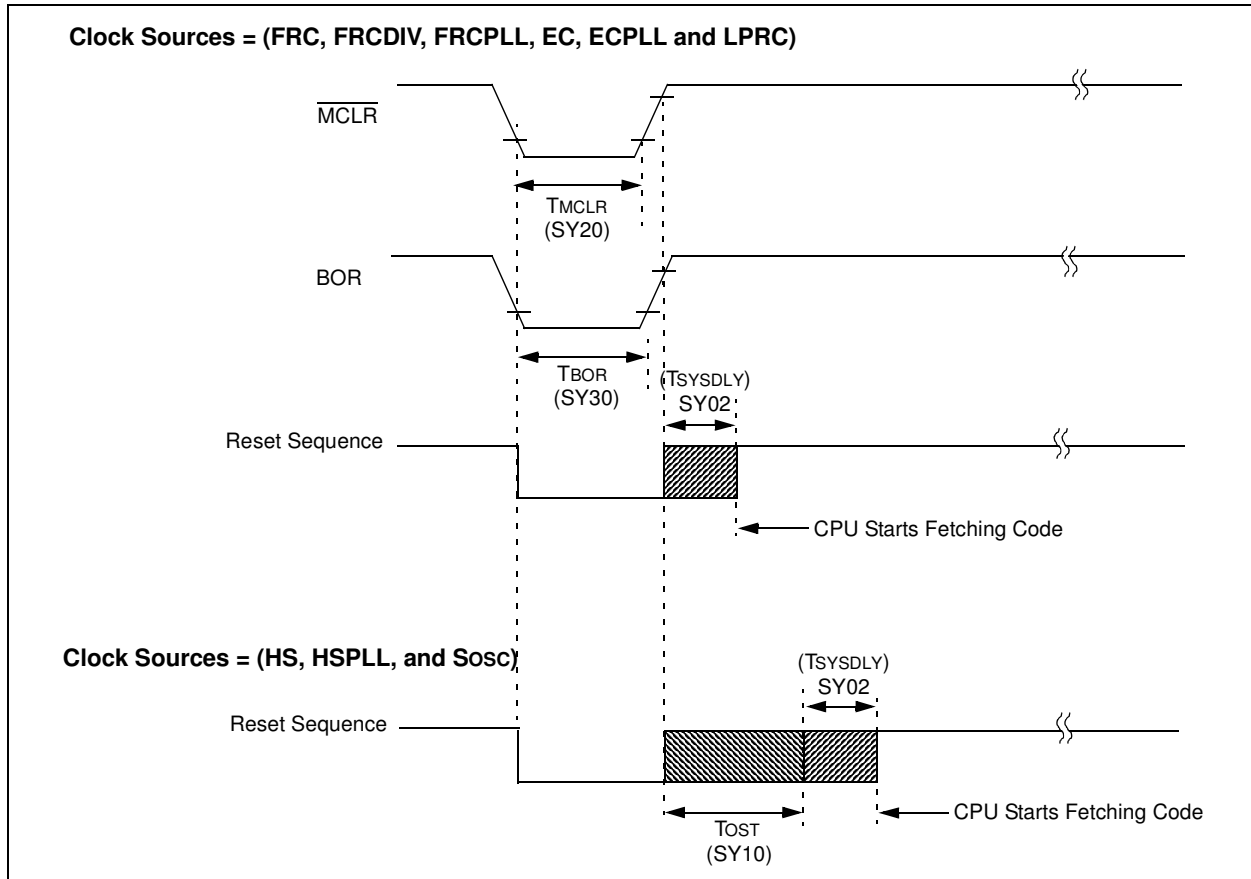 Clock Sources = (FRC, FRCDIV, FRCPLL, EC, ECPLL and LPRC)
MCLR
TMCLR
(SY20)
BOR
TBOR
(SY30)
(TSYSDLY)
SY02
Reset Sequence
CPU Starts Fetching Code
Clock Sources = (HS, HSPLL, and SOSC)
(TSYSDLY)
SY02
Reset Sequence
CPU Starts Fetching Code
TOST
(SY10)